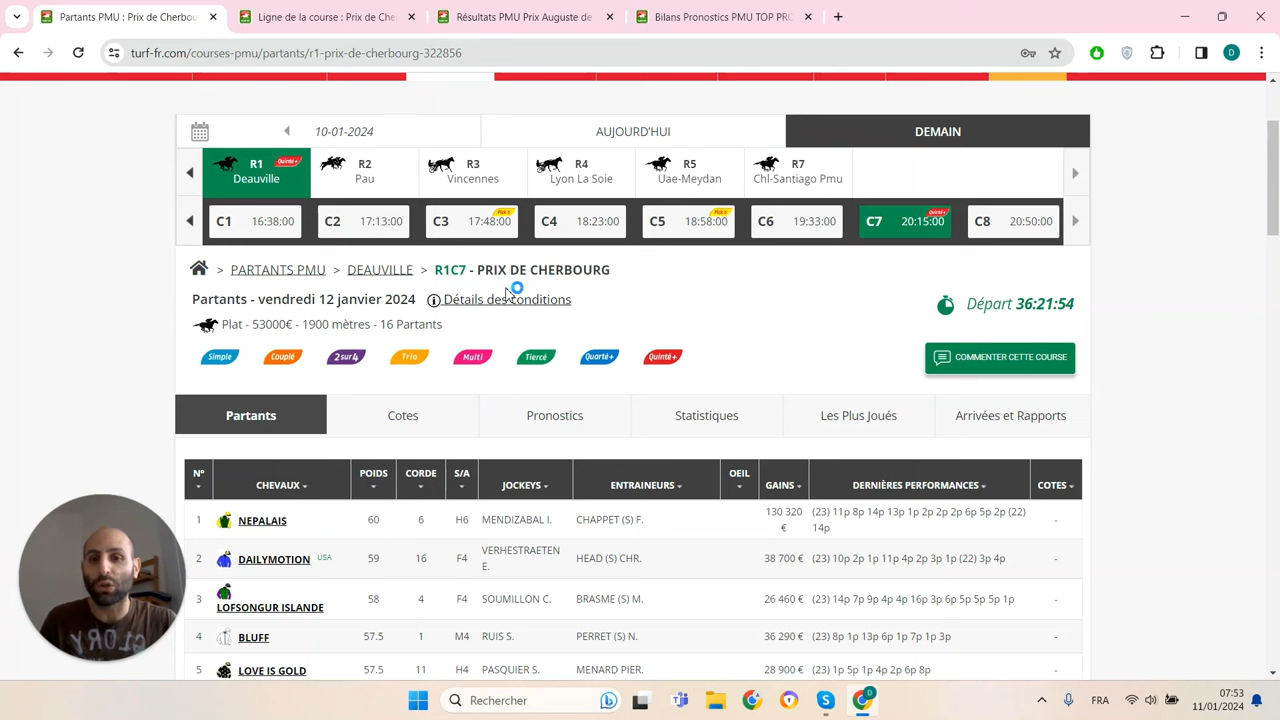 Partants PMU : Prix de Cherbou
Ligne de la course : Prix de Che
Résultats PMU Prix Auguste de
Bilans Pronostics PMU TOP PRO
turf-fr.com/courses-pmu/partants/r1-prix-de-cherbourg-322856
D
10-01-2024
AUJOURD'HUI
DEMAIN
R1 Quinté+
Deauville
R2
Pau
R3
Vincennes
R4
Lyon La Soie
R5
Uae-Meydan
R7
Chl-Santiago Pmu
C1 16:38:00
C2 17:13:00
C3 17:48:00 Pick 5
C4 18:23:00
C5 18:58:00 Pick 5
C6 19:33:00
C7 20:15:00 Quinté+
C8 20:50:00
> PARTANTS PMU > DEAUVILLE > R1C7 - PRIX DE CHERBOURG
Partants - vendredi 12 janvier 2024 Détails des conditions
Départ 36:21:54
Plat - 53000€ - 1900 mètres - 16 Partants
Simple Couplé 2sur4 Trio Multi Tiercé Quarté+ Quinté+
COMMENTER CETTE COURSE
Partants Cotes Pronostics Statistiques Les Plus Joués Arrivées et Rapports
N° CHEVAUX POIDS CORDE S/A JOCKEYS ENTRAINEURS OEIL GAINS DERNIÈRES PERFORMANCES COTES
1 NEPALAIS 60 6 H6 MENDIZABAL I. CHAPPET (S) F. 130 320 € (23) 11p 8p 14p 13p 1p 2p 2p 2p 6p 5p 2p (22) 14p -
2 DAILYMOTION USA 59 16 F4 VERHESTRAETEN E. HEAD (S) CHR. 38 700 € (23) 10p 2p 1p 11p 4p 2p 3p 1p (22) 3p 4p -
3 LOFSONGUR ISLANDE 58 4 F4 SOUMILLON C. BRASME (S) M. 26 460 € (23) 14p 7p 9p 4p 4p 16p 3p 6p 5p 5p 5p 1p -
4 BLUFF 57.5 1 M4 RUIS S. PERRET (S) N. 36 290 € (23) 8p 1p 13p 6p 1p 7p 1p 3p -
5 LOVE IS GOLD 57.5 11 H4 PASQUIER S. MENARD PIER. 28 900 € (23) 1p 5p 1p 4p 2p 6p 8p -
GLORY
Rechercher
FRA
07:53
11/01/2024